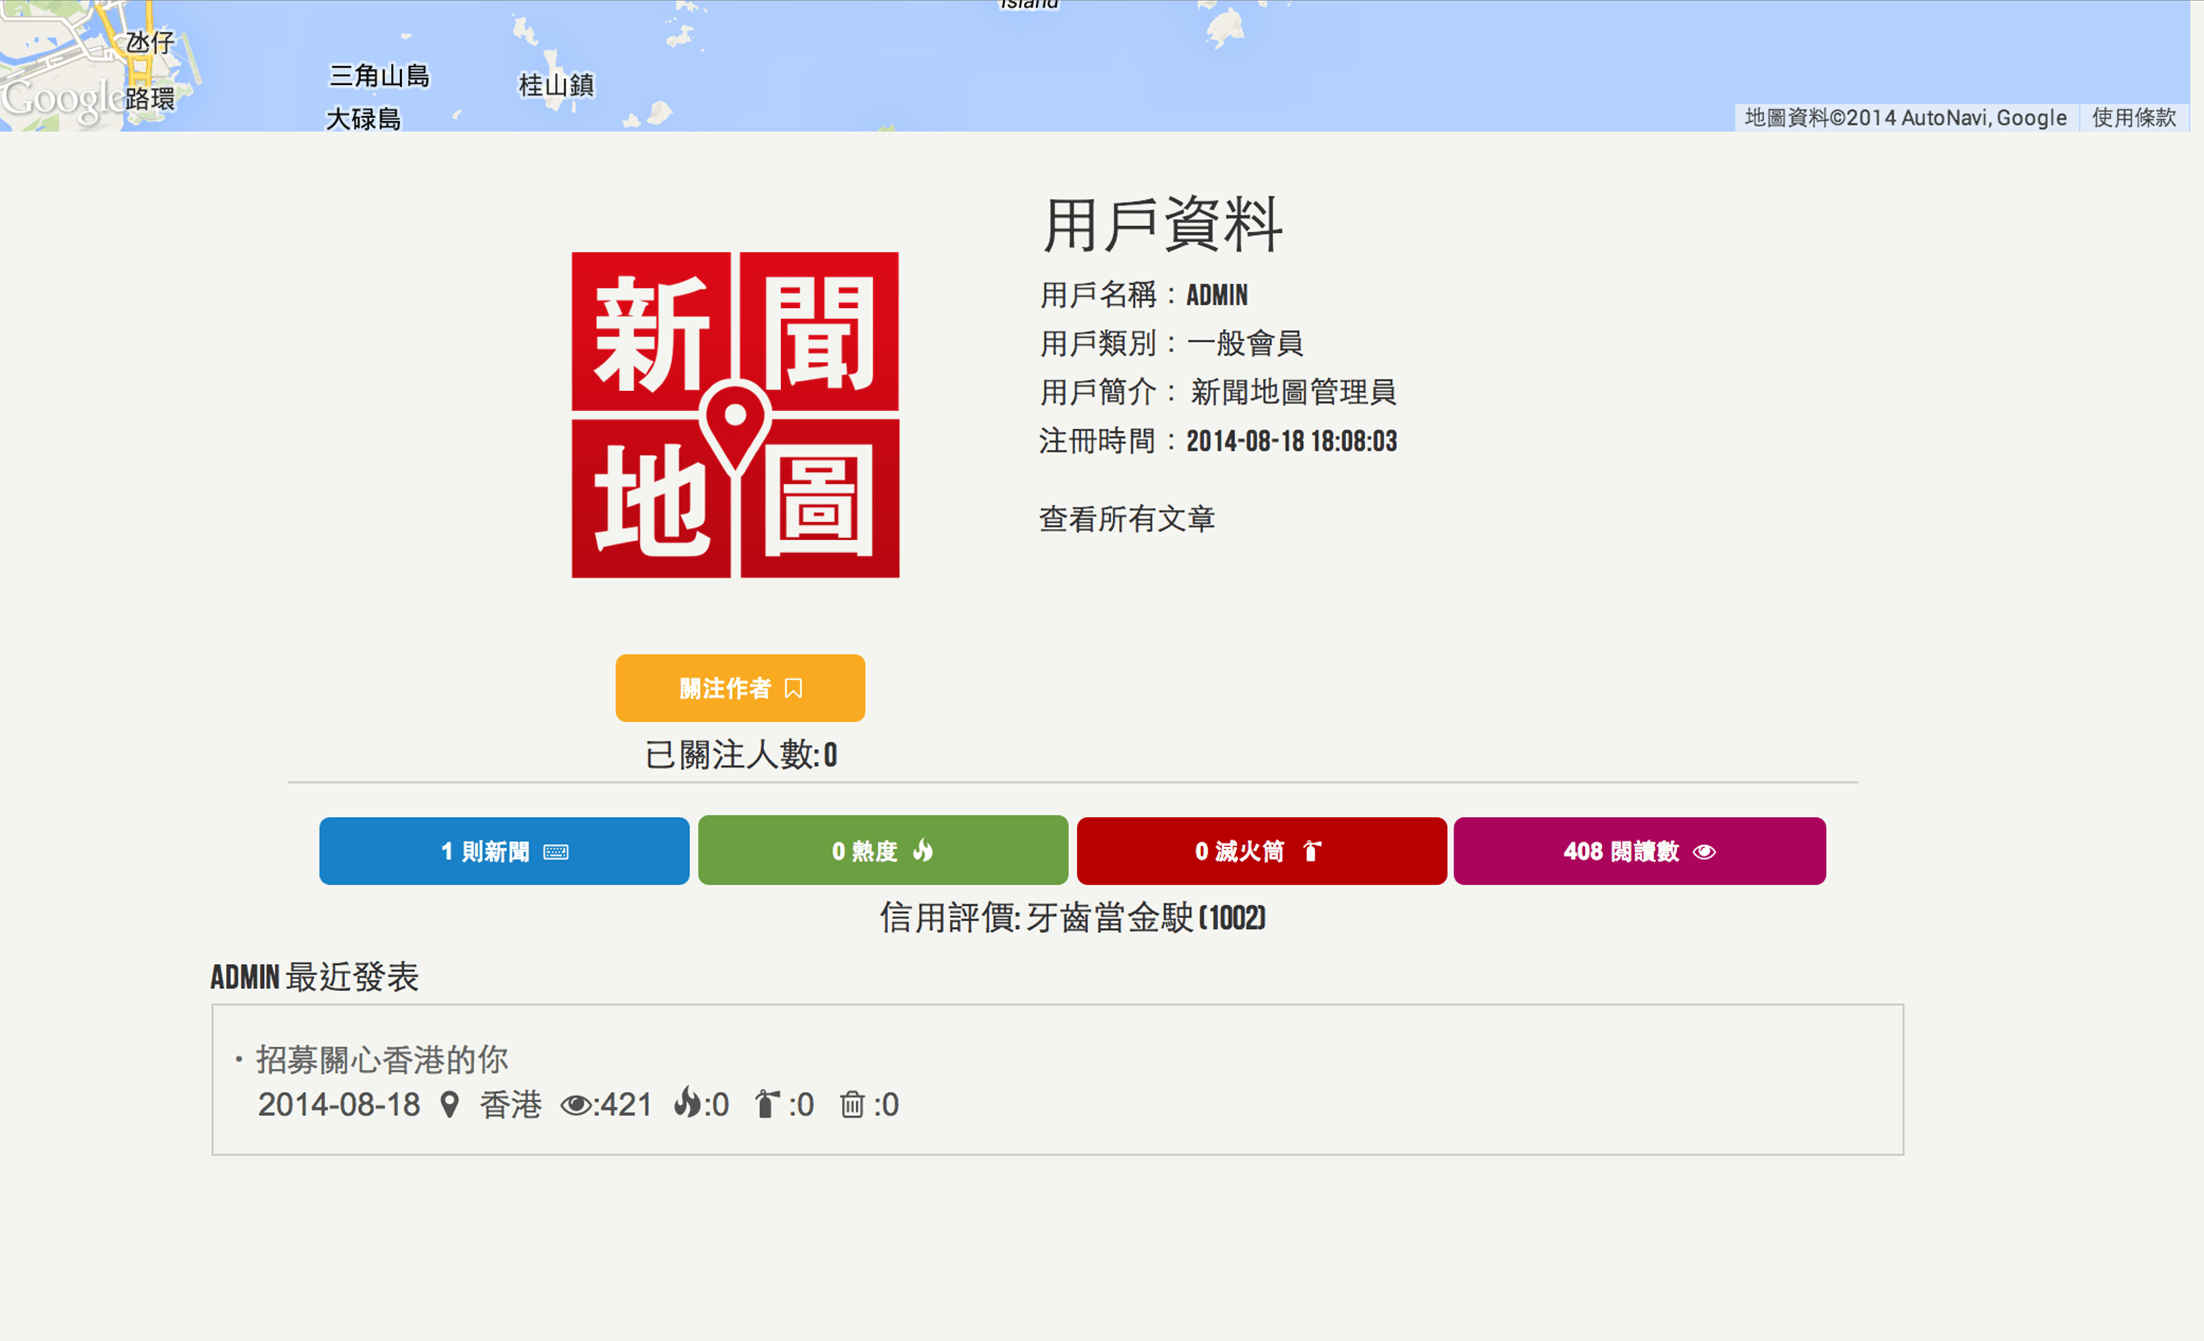 Island
氹仔
三角山島
桂山鎮
Google
路環
大碌島
地圖資料©2014 AutoNavi, Google
使用條款
新聞
地圖
用戶資料
用戶名稱：ADMIN
用戶類別：一般會員
用戶簡介： 新聞地圖管理員
注冊時間：2014-08-18 18:08:03
查看所有文章
關注作者
已關注人數:0
1 則新聞
0 熱度
0 滅火筒
408 閱讀數
信用評價: 牙齒當金駛 (1002)
ADMIN 最近發表
• 招募關心香港的你
2014-08-18 香港 :421 :0 :0 :0